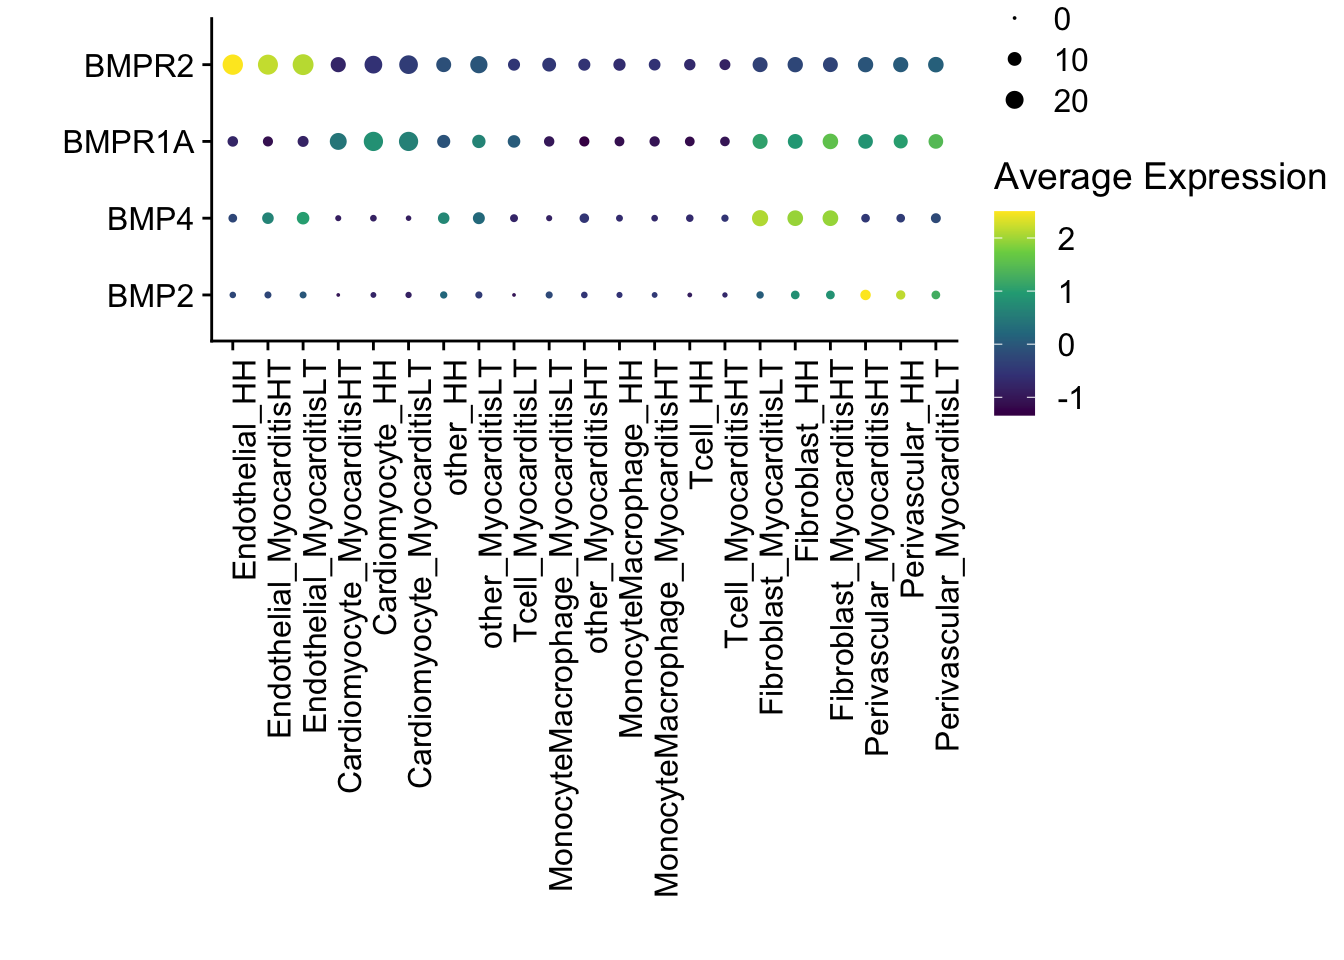 BMPR2
BMPR1A
BMP4
BMP2
Endothelial_HH
Endothelial_MyocarditisHT
Endothelial_MyocarditisLT
Cardiomyocyte_MyocarditisHT
Cardiomyocyte_HH
Cardiomyocyte_MyocarditisLT
other_HH
other_MyocarditisLT
Tcell_MyocarditisLT
MonocyteMacrophage_MyocarditisLT
other_MyocarditisHT
MonocyteMacrophage_HH
MonocyteMacrophage_MyocarditisHT
Tcell_HH
Tcell_MyocarditisHT
Fibroblast_MyocarditisLT
Fibroblast_HH
Fibroblast_MyocarditisHT
Perivascular_MyocarditisHT
Perivascular_HH
Perivascular_MyocarditisLT
0
10
20
Average Expression
2
1
0
-1